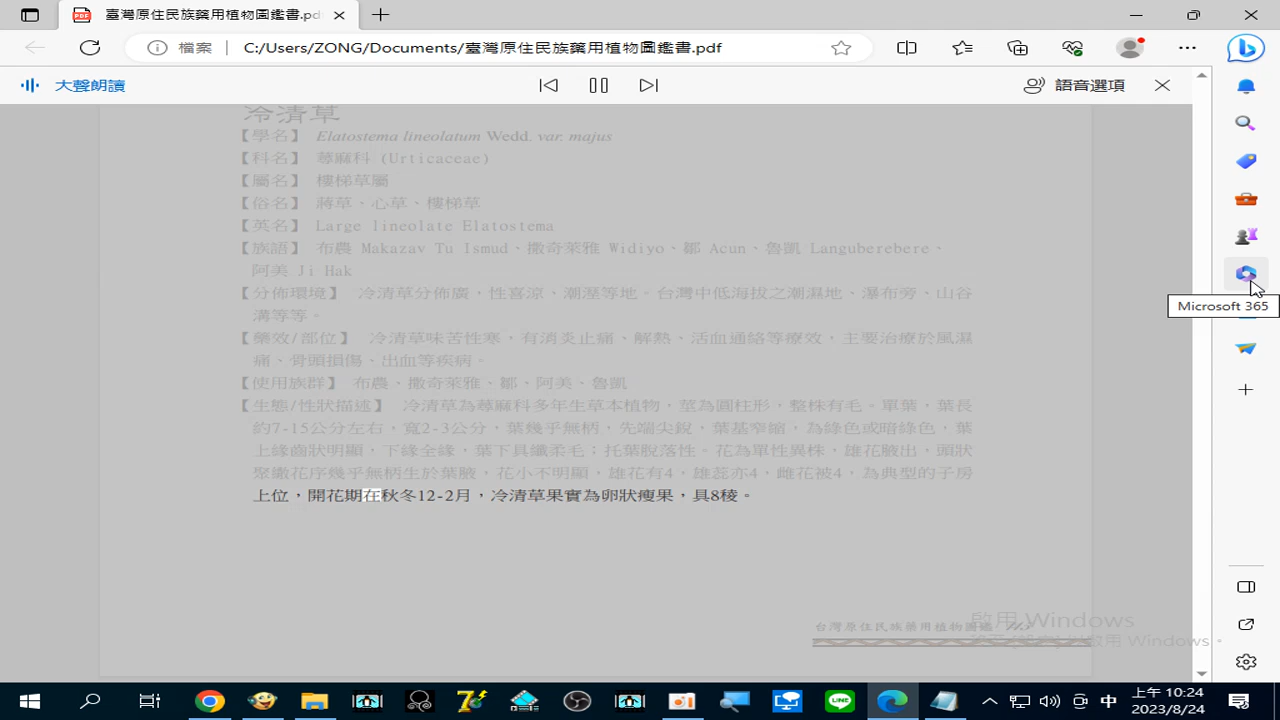 臺灣原住民族藥用植物圖鑑書.pd
檔案 C:/Users/ZONG/Documents/臺灣原住民族藥用植物圖鑑書.pdf
大聲朗讀
語音選項
冷清草
【學名】 Elatostema lineolatum Wedd. var. majus
【科名】 蕁麻科 (Urticaceae)
【屬名】 樓梯草屬
【俗名】 蔣草、心草、樓梯草
【英名】 Large lineolate Elatostema
【族語】 布農 Makazav Tu Ismud、撒奇萊雅 Widiyo、鄒 Acun、魯凱 Languberebere、
阿美 Ji Hak
【分佈環境】 冷清草分佈廣，性喜涼、潮溼等地。台灣中低海拔之潮濕地、瀑布旁、山谷
溝等等。
【藥效/部位】 冷清草味苦性寒，有消炎止痛、解熱、活血通絡等療效，主要治療於風濕
痛、骨頭損傷、出血等疾病。
【使用族群】 布農、撒奇萊雅、鄒、阿美、魯凱
【生態/性狀描述】 冷清草為蕁麻科多年生草本植物，莖為圓柱形，整株有毛。單葉，葉長
約7-15公分左右，寬2-3公分，葉幾乎無柄，先端尖銳，葉基窄縮，為綠色或暗綠色，葉
上緣齒狀明顯，下緣全緣，葉下具纖柔毛；托葉脫落性。花為單性異株，雄花腋出，頭狀
聚繖花序幾乎無柄生於葉腋，花小不明顯，雄花有4，雄蕊亦4，雌花被4，為典型的子房
上位，開花期在秋冬12-2月，冷清草果實為卵狀瘦果，具8稜。
Microsoft 365
台灣原住民族藥用植物圖鑑
啟用 Windows
啟用 Windows。
中
上午 10:24
2023/8/24